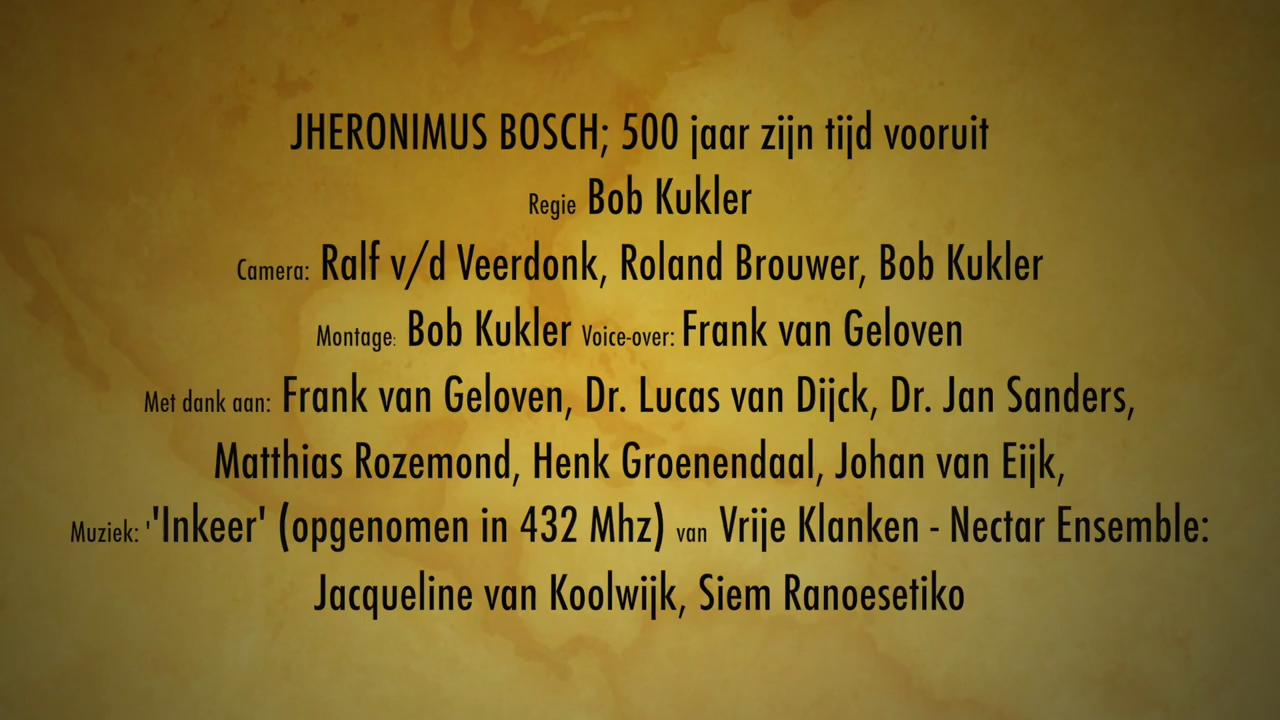 JHERONIMUS BOSCH; 500 jaar zijn tijd vooruit
Regie Bob Kukler
Camera: Ralf v/d Veerdonk, Roland Brouwer, Bob Kukler
Montage: Bob Kukler Voice-over: Frank van Geloven
Met dank aan: Frank van Geloven, Dr. Lucas van Dijck, Dr. Jan Sanders,
Matthias Rozemond, Henk Groenendaal, Johan van Eijk,
Muziek: ''Inkeer' (opgenomen in 432 Mhz) van Vrije Klanken - Nectar Ensemble:
Jacqueline van Koolwijk, Siem Ranoesetiko